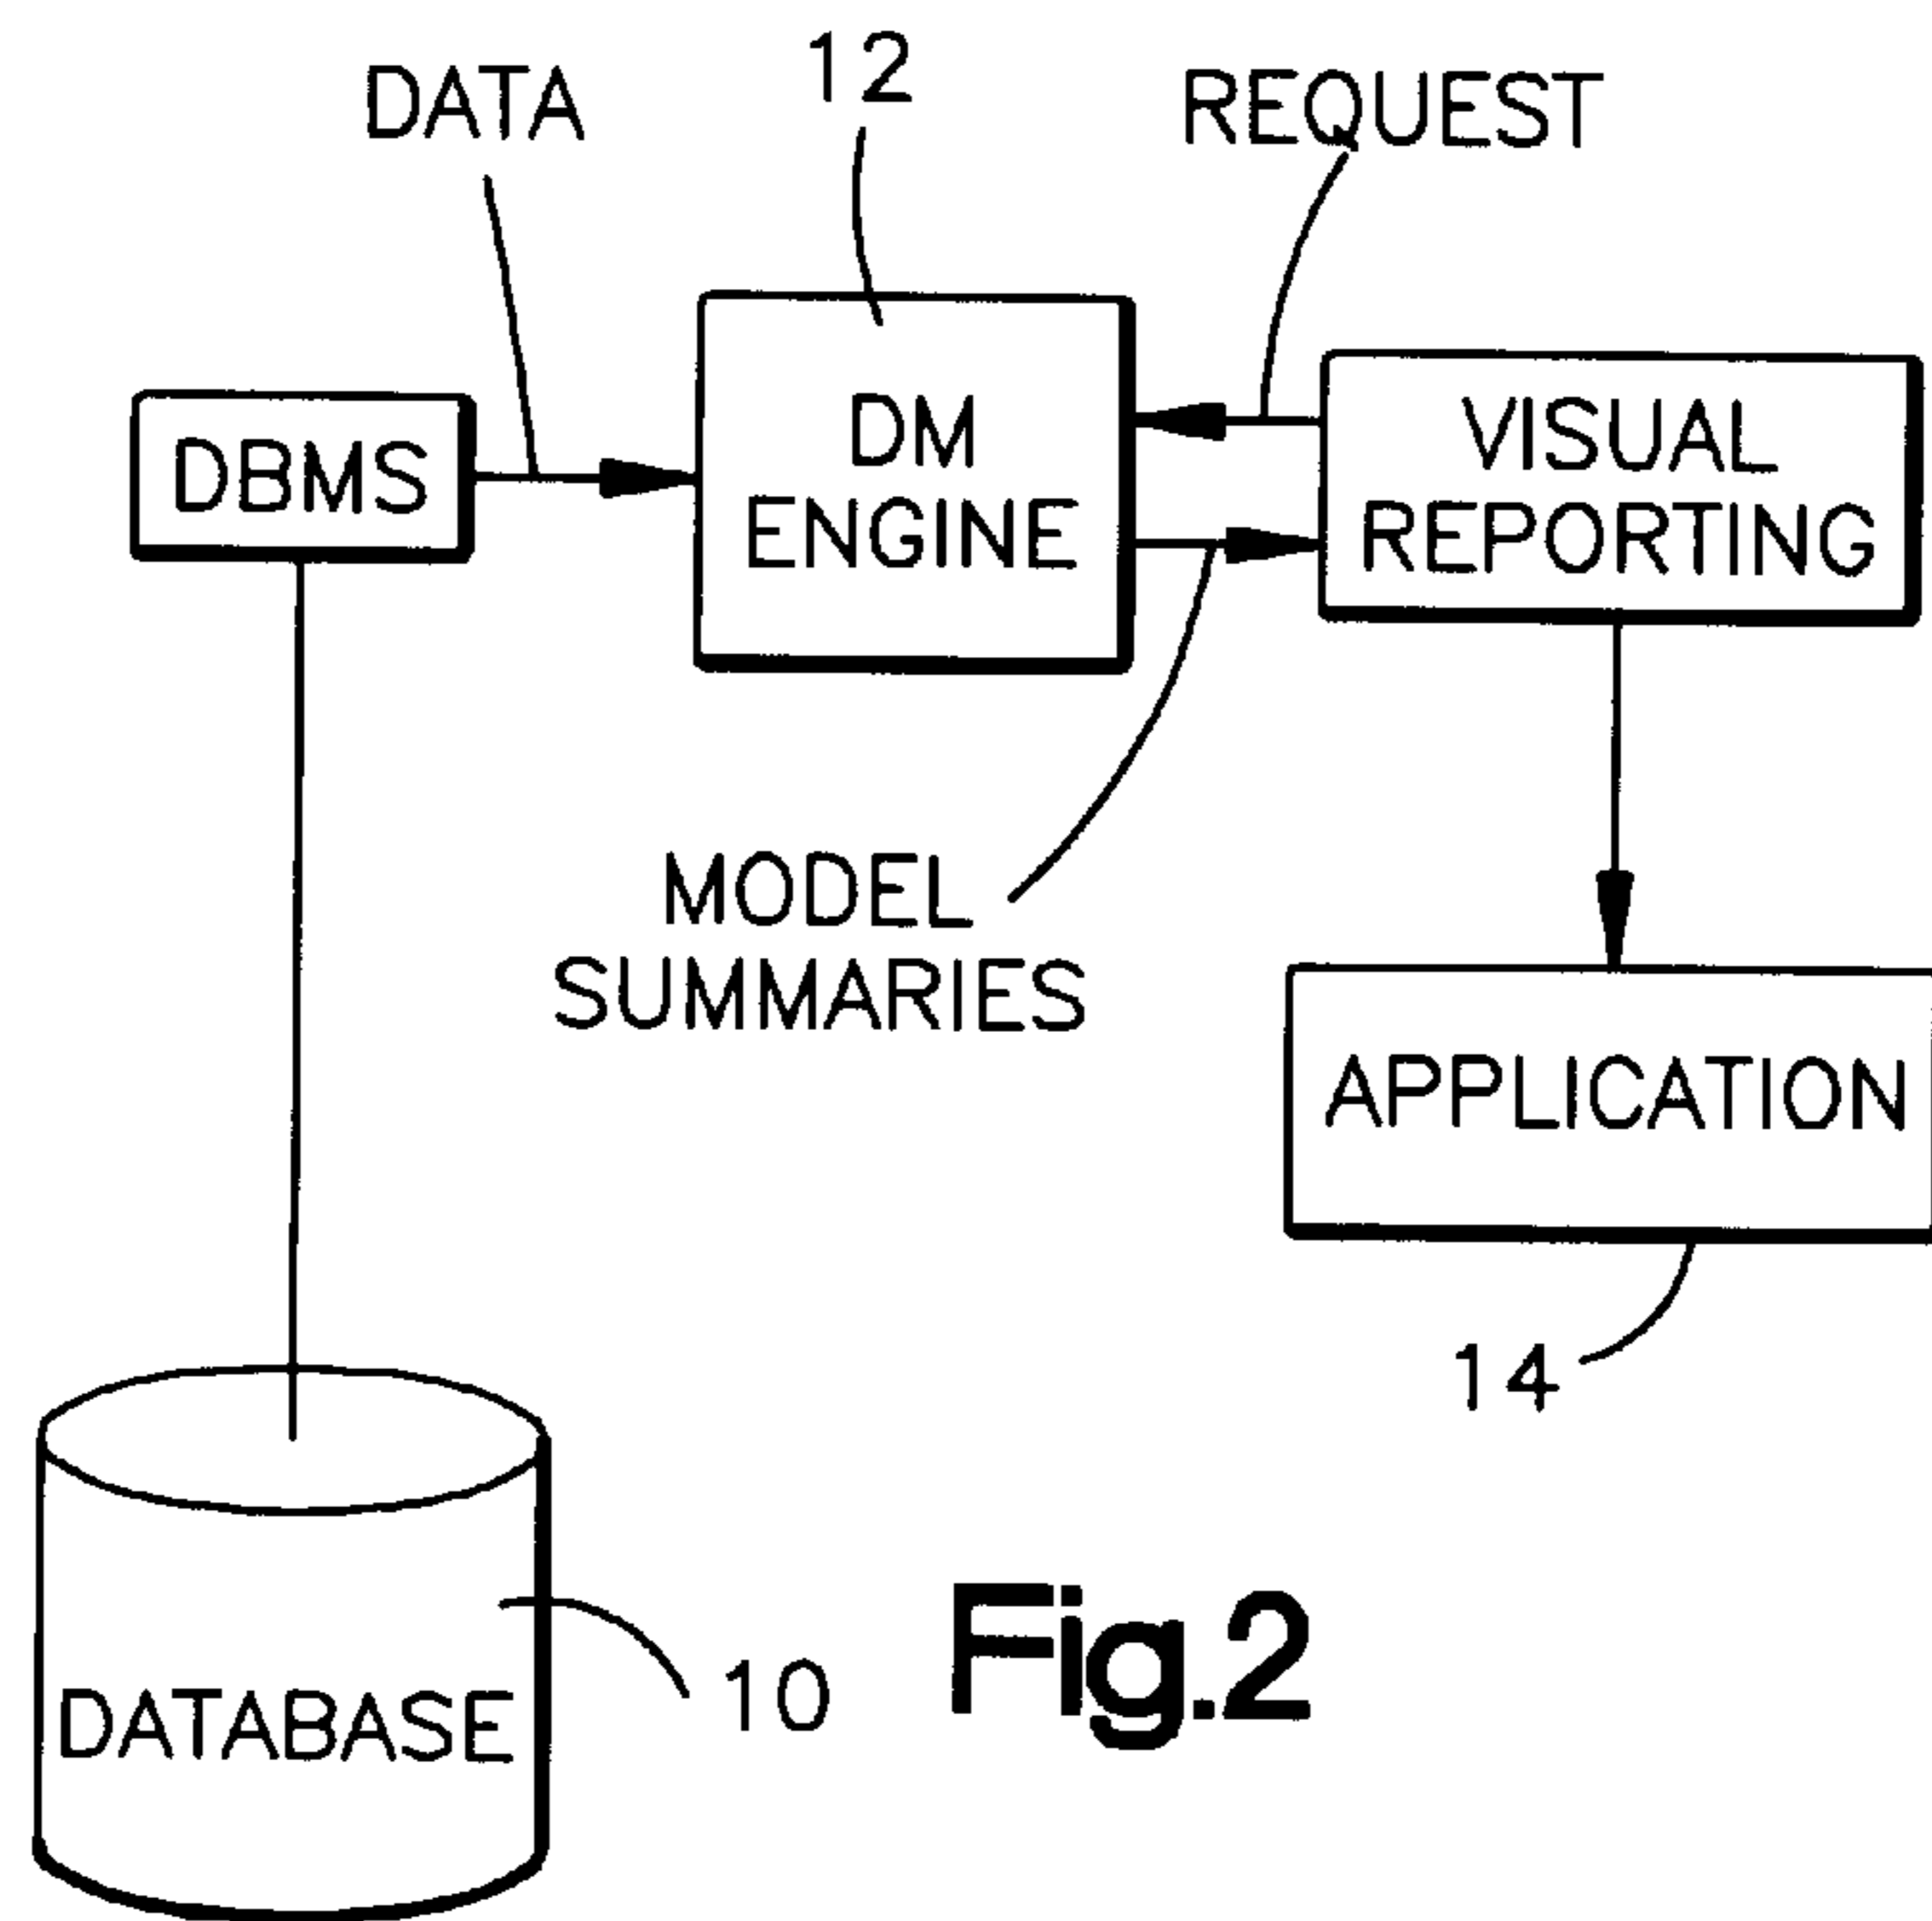 12
DATA
REQUEST
DBMS
DM
ENGINE
VISUAL
REPORTING
MODEL
SUMMARIES
APPLICATION
14
10
DATABASE
Fig.2